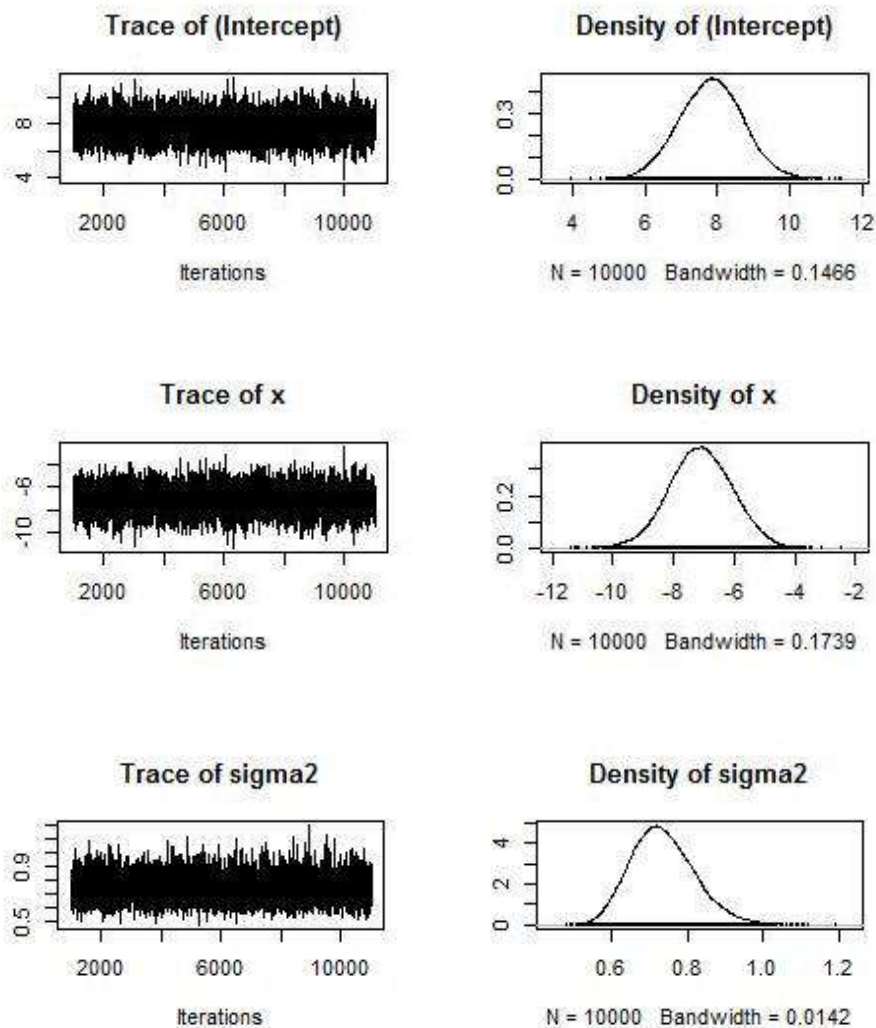 Trace of (Intercept)
Density of (Intercept)
8
4
2000 6000 10000
Iterations
0.3
0.0
4 6 8 10 12
N = 10000 Bandwidth = 0.1466
Trace of x
Density of x
-6
-10
2000 6000 10000
Iterations
0.2
0.0
-12 -10 -8 -6 -4 -2
N = 10000 Bandwidth = 0.1739
Trace of sigma2
Density of sigma2
0.9
0.5
2000 6000 10000
Iterations
4
2
0
0.6 0.8 1.0 1.2
N = 10000 Bandwidth = 0.0142